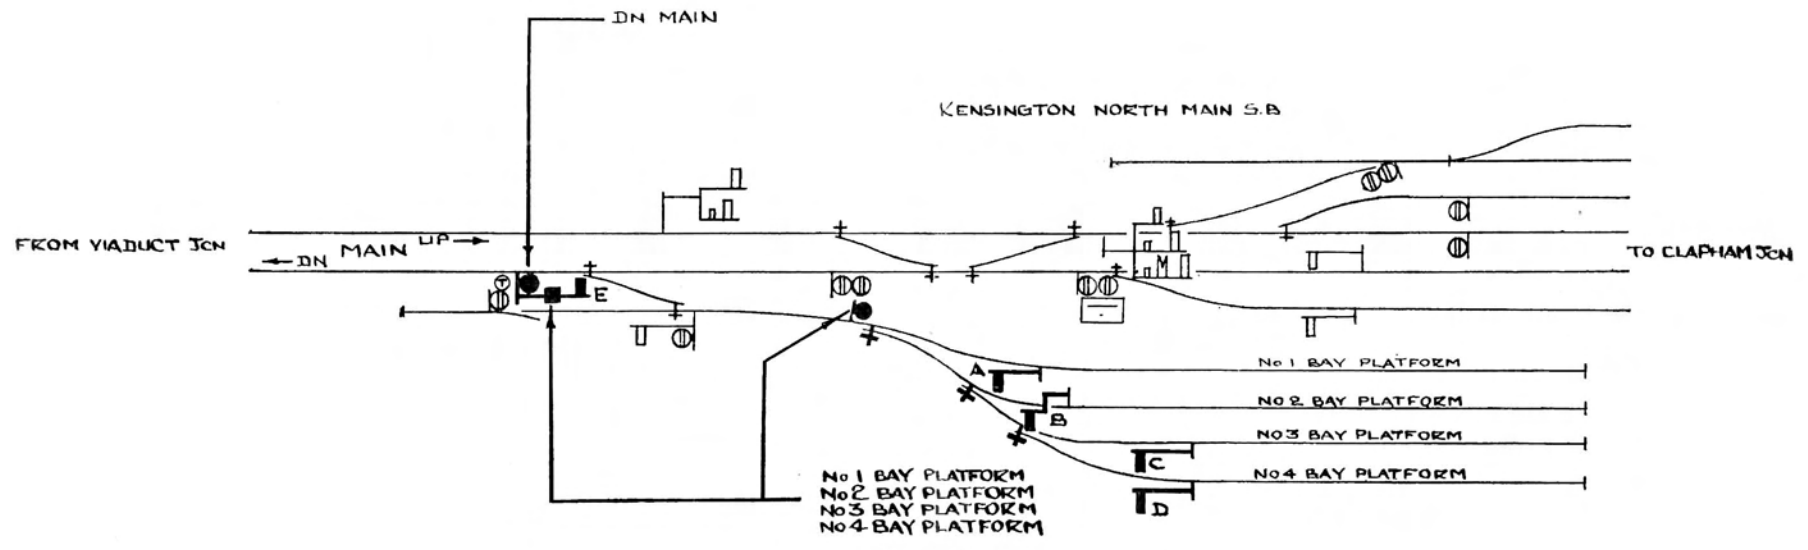 DN MAIN
KENSINGTON NORTH MAIN S.B
FROM VIADUCT JCN
MAIN UP →
← DN
TO CLAPHAM JCN
T
E
M
A
B
C
D
No 1 BAY PLATFORM
No 2 BAY PLATFORM
No 3 BAY PLATFORM
No 4 BAY PLATFORM
No 1 BAY PLATFORM
No 2 BAY PLATFORM
No 3 BAY PLATFORM
No 4 BAY PLATFORM